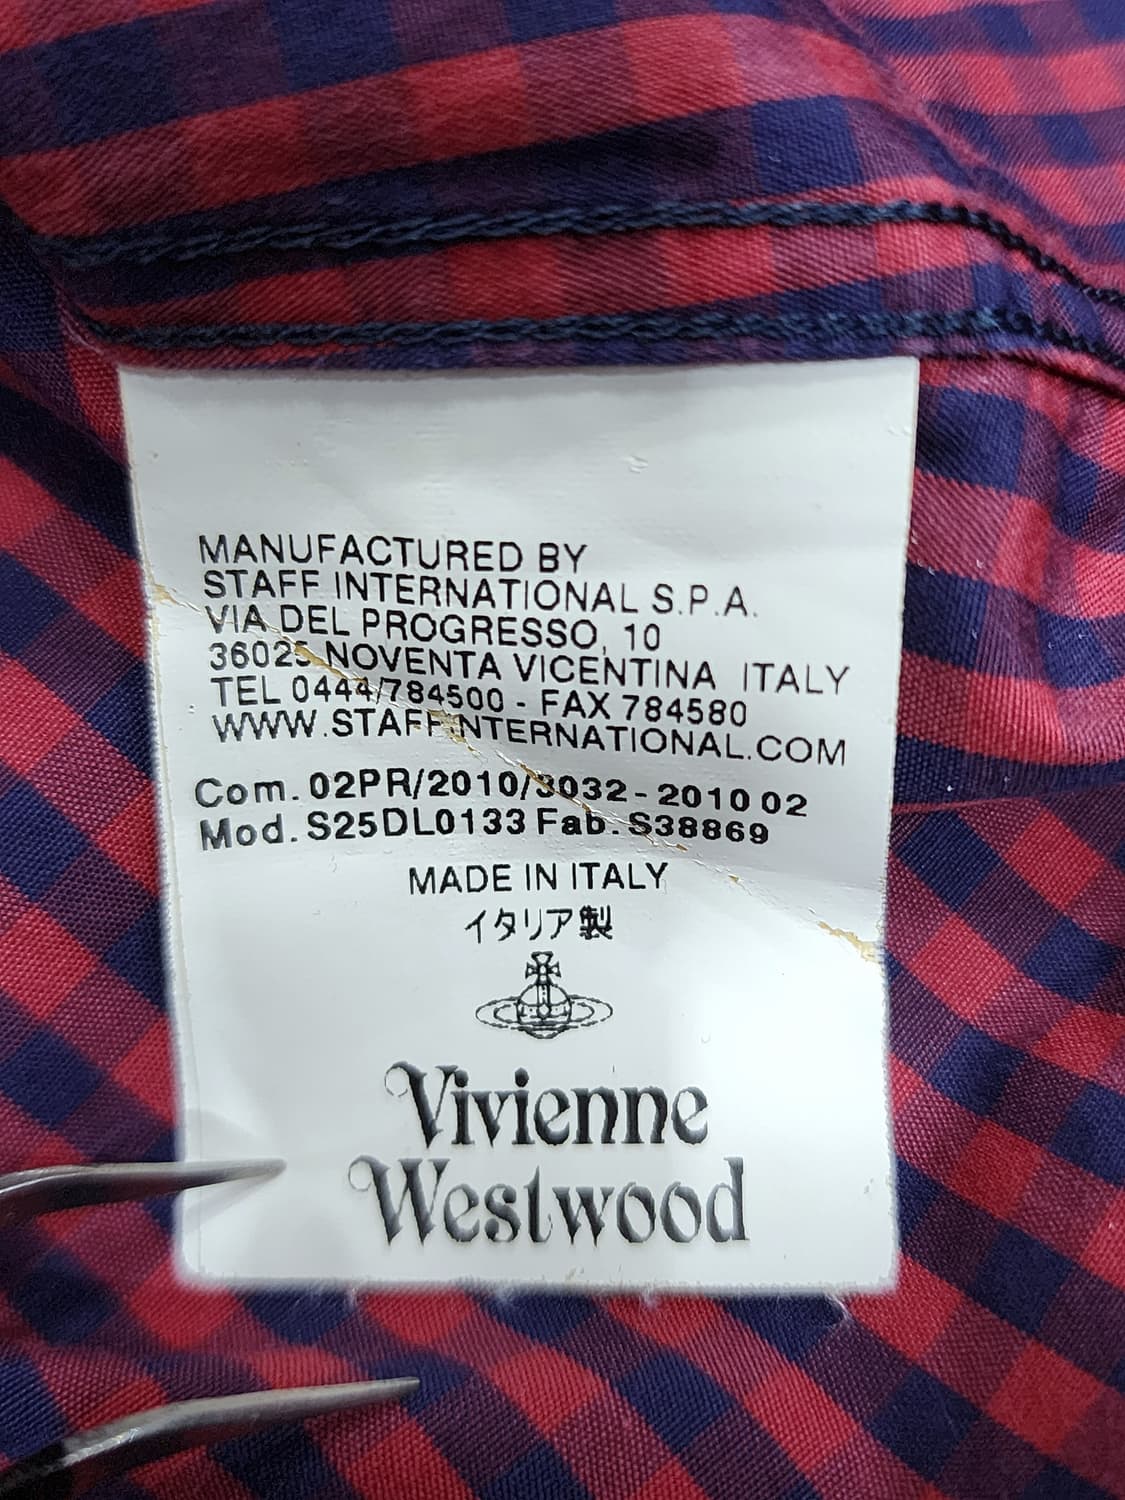 MANUFACTURED BY
STAFF INTERNATIONAL S.P.A.
VIA DEL PROGRESSO, 10
36025 NOVENTA VICENTINA ITALY
TEL 0444/784500 - FAX 784580
WWW.STAFFINTERNATIONAL.COM
Com. 02PR/2010/3032-2010 02
Mod. S25DL0133 Fab. S38869
MADE IN ITALY
イタリア製
Vivienne
Westwood